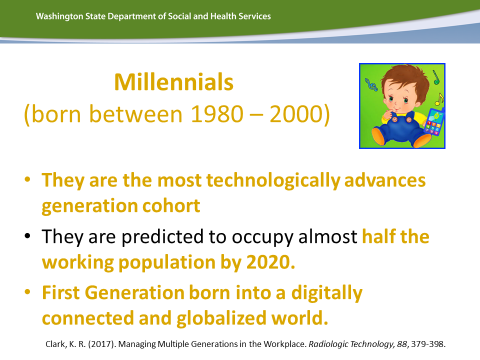 Washington State Department of Social and Health Services
Millennials
(born between 1980 – 2000)
• They are the most technologically advances
generation cohort
• They are predicted to occupy almost half the
working population by 2020.
• First Generation born into a digitally
connected and globalized world.
Clark, K. R. (2017). Managing Multiple Generations in the Workplace. Radiologic Technology, 88, 379-398.